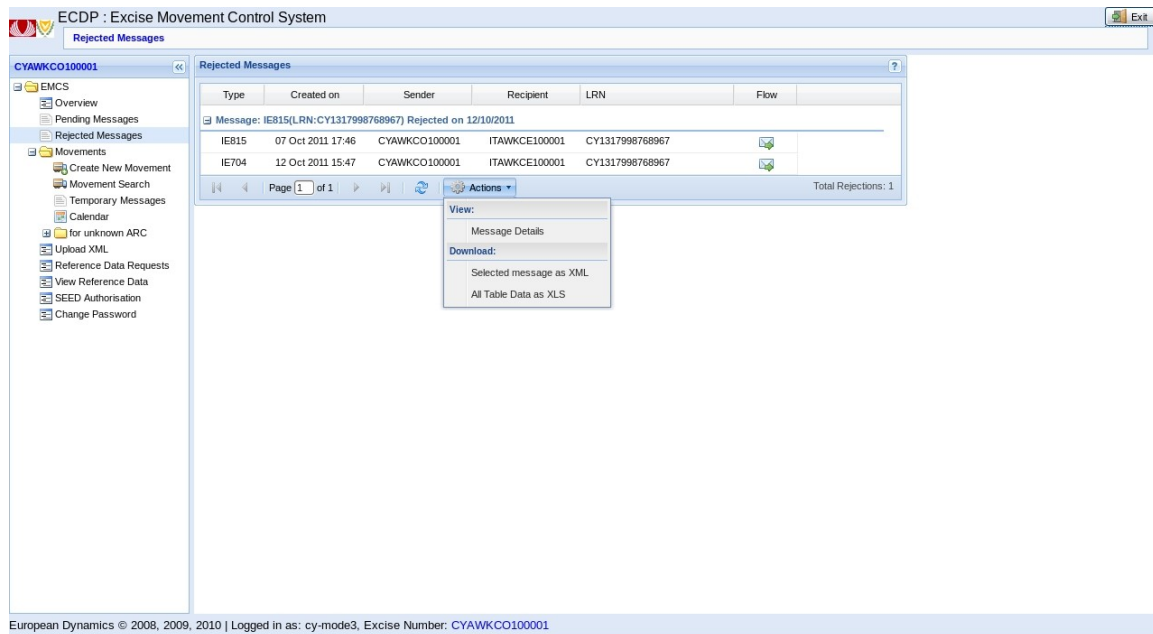 ECDP : Excise Movement Control System
Exit
Rejected Messages
CYAWKCO100001
EMCS
Overview
Pending Messages
Rejected Messages
Movements
Create New Movement
Movement Search
Temporary Messages
Calendar
for unknown ARC
Upload XML
Reference Data Requests
View Reference Data
SEED Authorisation
Change Password
Rejected Messages
Type Created on Sender Recipient LRN Flow
Message: IE815(LRN:CY1317998768967) Rejected on 12/10/2011
IE815 07 Oct 2011 17:46 CYAWKCO100001 ITAWKCE100001 CY1317998768967
IE704 12 Oct 2011 15:47 CYAWKCO100001 ITAWKCE100001 CY1317998768967
Page 1 of 1 Actions Total Rejections: 1
View:
Message Details
Download:
Selected message as XML
All Table Data as XLS
European Dynamics © 2008, 2009, 2010 | Logged in as: cy-mode3, Excise Number: CYAWKCO100001